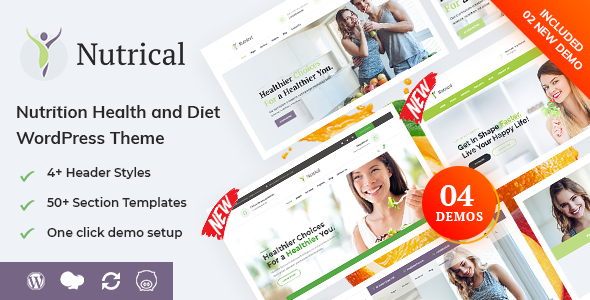 Nutrical
Nutrition Health and Diet
WordPress Theme
4+ Header Styles
50+ Section Templates
One click demo setup
INCLUDED
02 NEW DEMO
NEW
NEW
04
DEMOS
Nutrical
Healthier Choices
For a Healthier You.
Nutrical
Healthier Choices
For a Healthier You.
Get in Shape Faster,
Live Your Happy Life!